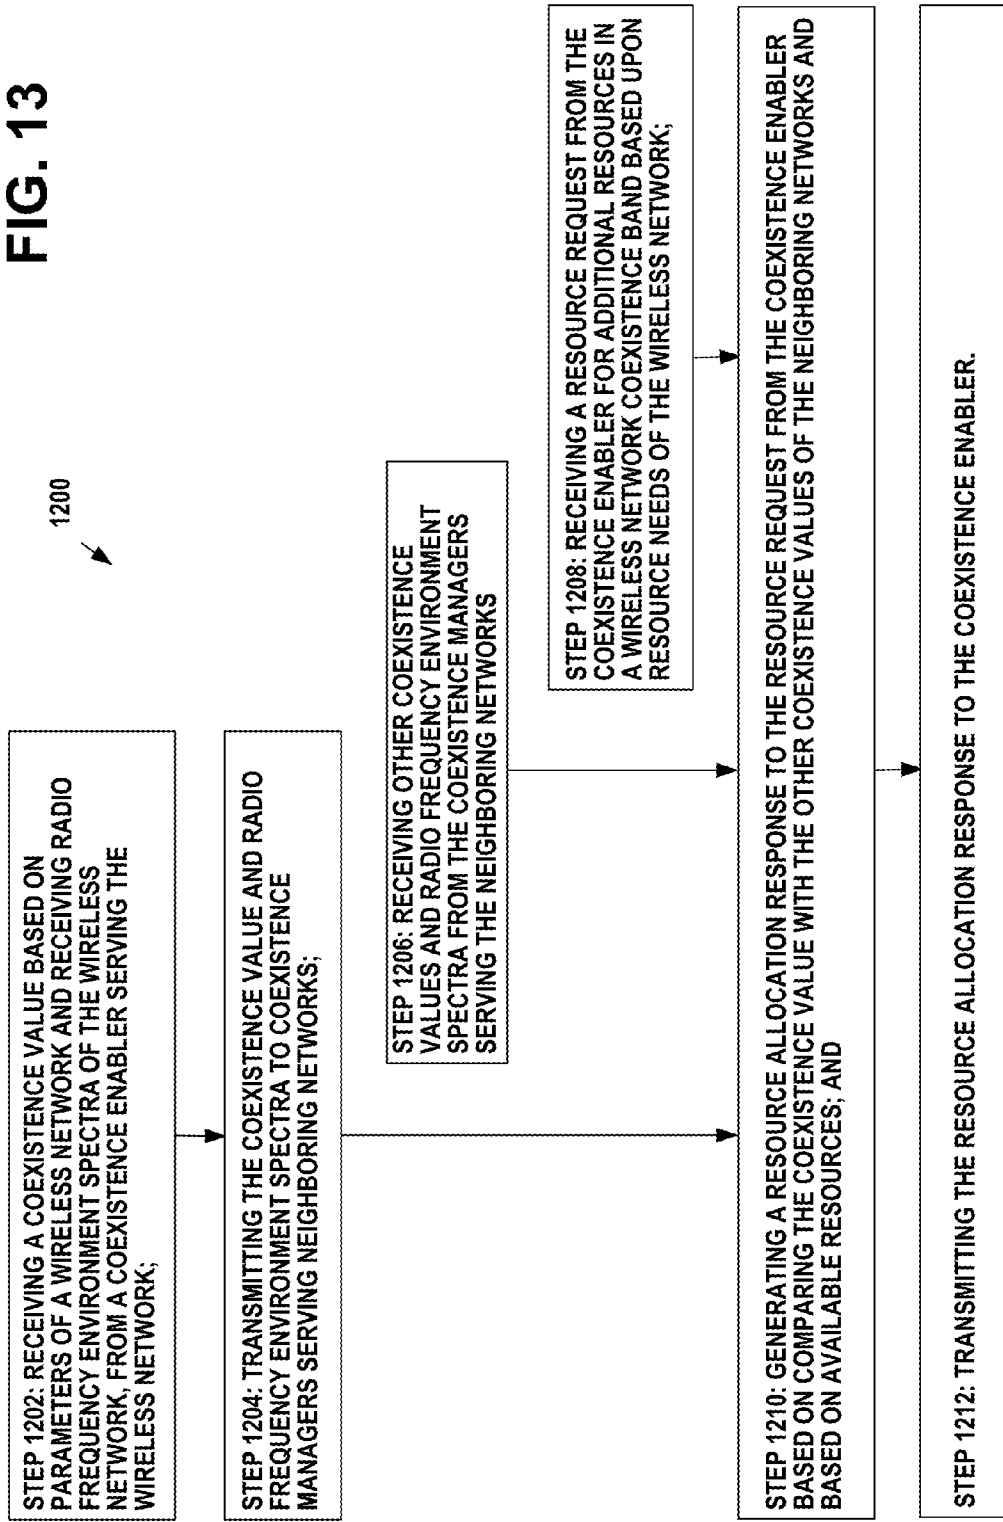 FIG. 13
1200
STEP 1202: RECEIVING A COEXISTENCE VALUE BASED ON
PARAMETERS OF A WIRELESS NETWORK AND RECEIVING RADIO
FREQUENCY ENVIRONMENT SPECTRA OF THE WIRELESS
NETWORK, FROM A COEXISTENCE ENABLER SERVING THE
WIRELESS NETWORK;
STEP 1204: TRANSMITTING THE COEXISTENCE VALUE AND RADIO
FREQUENCY ENVIRONMENT SPECTRA TO COEXISTENCE
MANAGERS SERVING NEIGHBORING NETWORKS;
STEP 1206: RECEIVING OTHER COEXISTENCE
VALUES AND RADIO FREQUENCY ENVIRONMENT
SPECTRA FROM THE COEXISTENCE MANAGERS
SERVING THE NEIGHBORING NETWORKS
STEP 1208: RECEIVING A RESOURCE REQUEST FROM THE
COEXISTENCE ENABLER FOR ADDITIONAL RESOURCES IN
A WIRELESS NETWORK COEXISTENCE BAND BASED UPON
RESOURCE NEEDS OF THE WIRELESS NETWORK;
STEP 1210: GENERATING A RESOURCE ALLOCATION RESPONSE TO THE RESOURCE REQUEST FROM THE COEXISTENCE ENABLER
BASED ON COMPARING THE COEXISTENCE VALUE WITH THE OTHER COEXISTENCE VALUES OF THE NEIGHBORING NETWORKS AND
BASED ON AVAILABLE RESOURCES; AND
STEP 1212: TRANSMITTING THE RESOURCE ALLOCATION RESPONSE TO THE COEXISTENCE ENABLER.